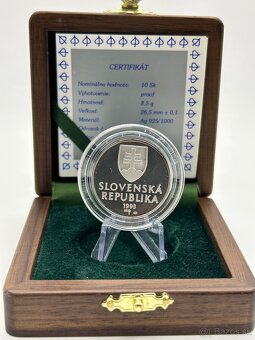 CERTIFIKÁT
Nominálna hodnota: 10 Sk
Vyhotovenie: proof
Hmotnosť: 8,5 g
Veľkosť: 26,5 mm ± 0,1
Materiál: Ag 925/1000
SLOVENSKÁ
REPUBLIKA
1993